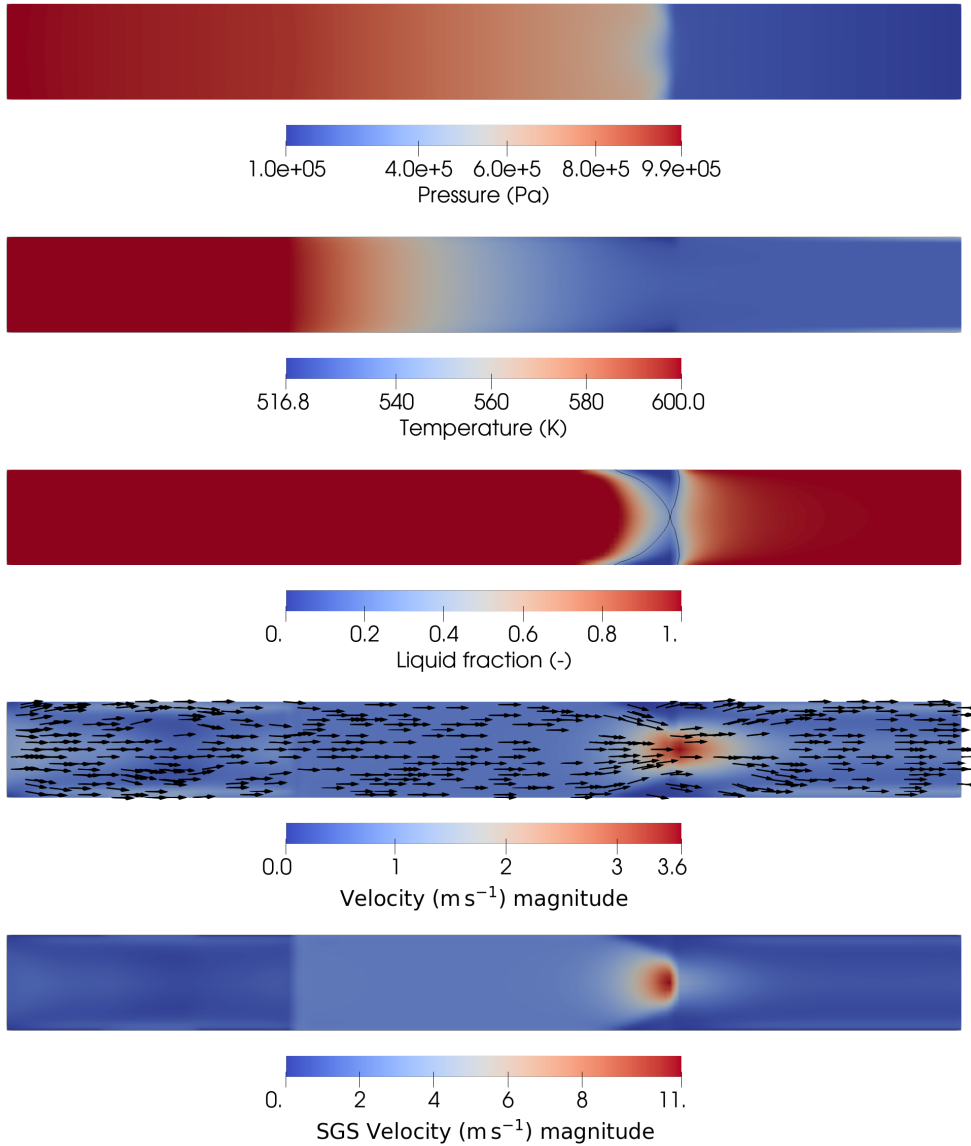 1.0e+05 4.0e+5 6.0e+5 8.0e+5 9.9e+05
Pressure (Pa)
516.8 540 560 580 600.0
Temperature (K)
0. 0.2 0.4 0.6 0.8 1.
Liquid fraction (-)
0.0 1 2 3 3.6
Velocity (m s⁻¹) magnitude
0. 2 4 6 8 11.
SGS Velocity (m s⁻¹) magnitude